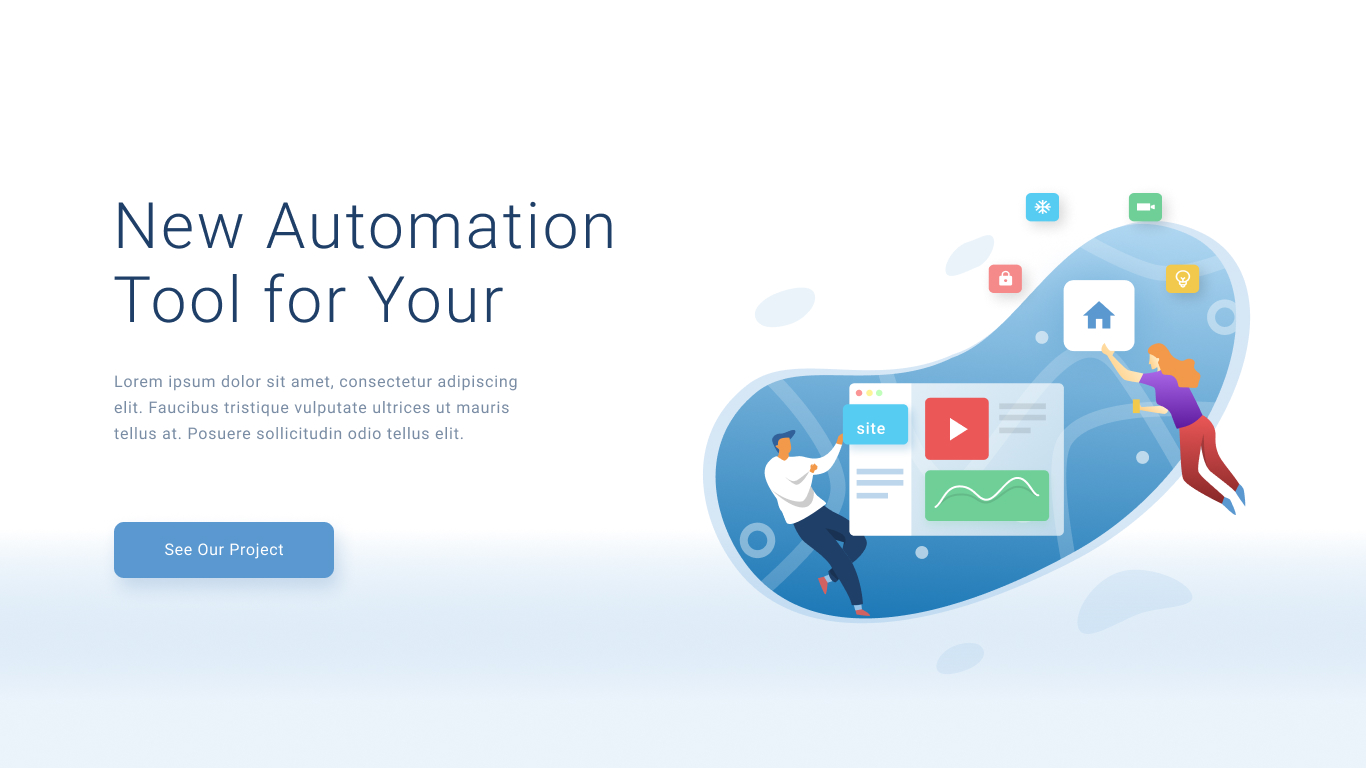 New Automation
Tool for Your
Lorem ipsum dolor sit amet, consectetur adipiscing
elit. Faucibus tristique vulputate ultrices ut mauris
tellus at. Posuere sollicitudin odio tellus elit.
See Our Project
site